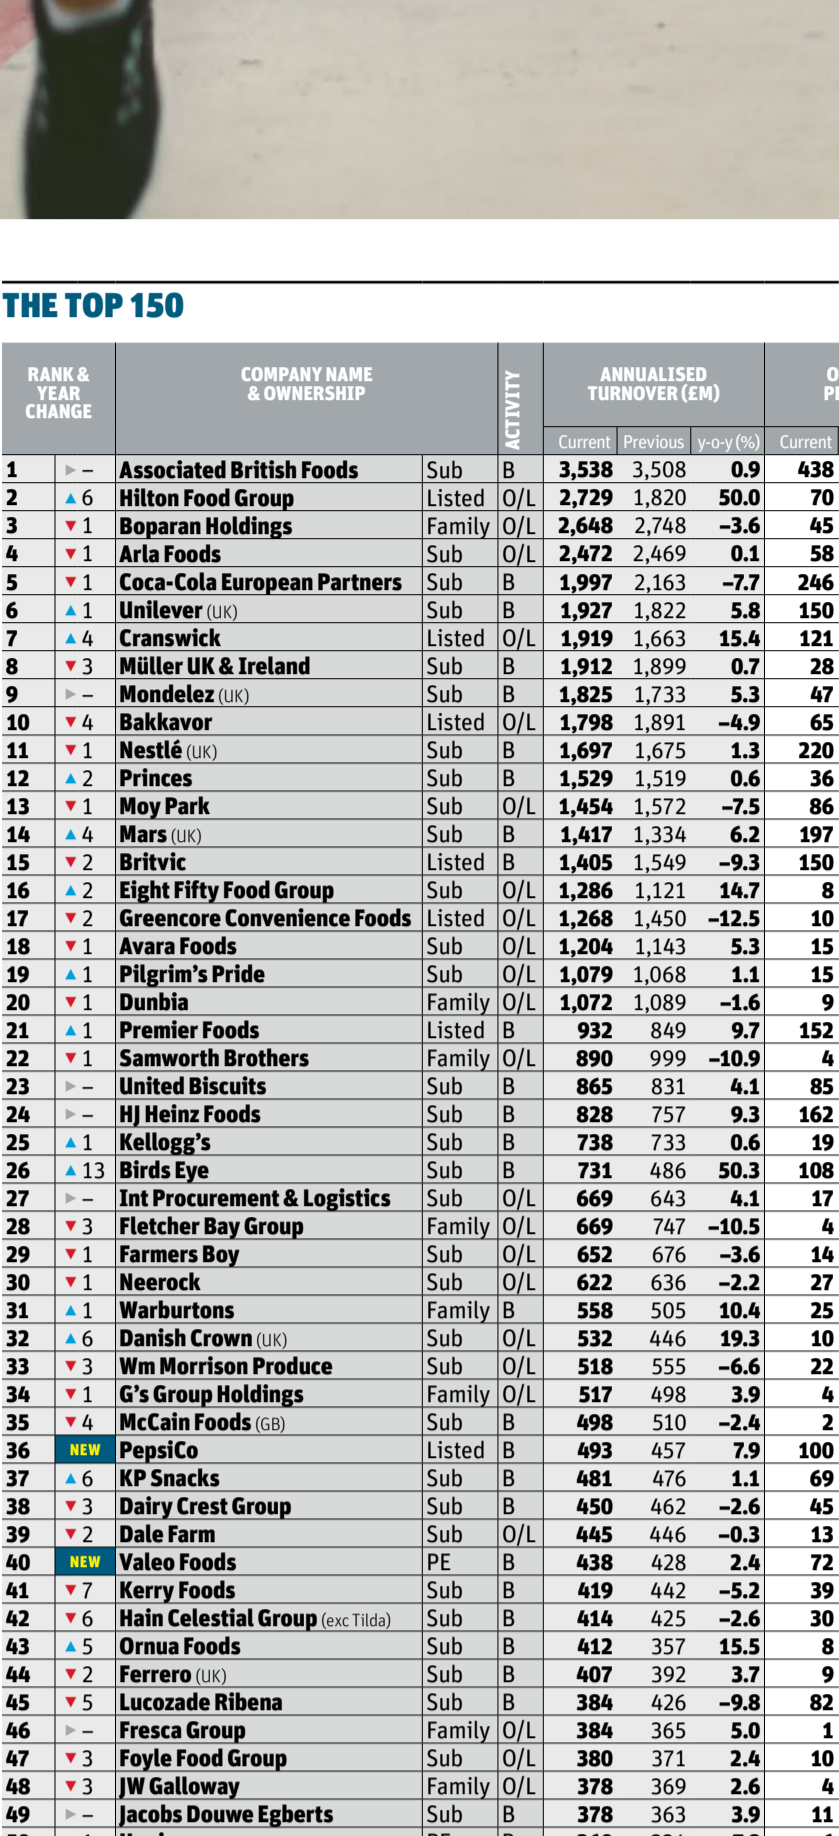 THE TOP 150
RANK & YEAR CHANGE COMPANY NAME & OWNERSHIP ACTIVITY ANNUALISED TURNOVER (£M) O
P
Current Previous y-o-y (%) Current
1 ▶ – Associated British Foods Sub B 3,538 3,508 0.9 438
2 ▲ 6 Hilton Food Group Listed O/L 2,729 1,820 50.0 70
3 ▼ 1 Boparan Holdings Family O/L 2,648 2,748 –3.6 45
4 ▼ 1 Arla Foods Sub O/L 2,472 2,469 0.1 58
5 ▼ 1 Coca-Cola European Partners Sub B 1,997 2,163 –7.7 246
6 ▲ 1 Unilever (UK) Sub B 1,927 1,822 5.8 150
7 ▲ 4 Cranswick Listed O/L 1,919 1,663 15.4 121
8 ▼ 3 Müller UK & Ireland Sub B 1,912 1,899 0.7 28
9 ▶ – Mondelez (UK) Sub B 1,825 1,733 5.3 47
10 ▼ 4 Bakkavor Listed O/L 1,798 1,891 –4.9 65
11 ▼ 1 Nestlé (UK) Sub B 1,697 1,675 1.3 220
12 ▲ 2 Princes Sub B 1,529 1,519 0.6 36
13 ▼ 1 Moy Park Sub O/L 1,454 1,572 –7.5 86
14 ▲ 4 Mars (UK) Sub B 1,417 1,334 6.2 197
15 ▼ 2 Britvic Listed B 1,405 1,549 –9.3 150
16 ▲ 2 Eight Fifty Food Group Sub O/L 1,286 1,121 14.7 8
17 ▼ 2 Greencore Convenience Foods Listed O/L 1,268 1,450 –12.5 10
18 ▼ 1 Avara Foods Sub O/L 1,204 1,143 5.3 15
19 ▲ 1 Pilgrim's Pride Sub O/L 1,079 1,068 1.1 15
20 ▼ 1 Dunbia Family O/L 1,072 1,089 –1.6 9
21 ▲ 1 Premier Foods Listed B 932 849 9.7 152
22 ▼ 1 Samworth Brothers Family O/L 890 999 –10.9 4
23 ▶ – United Biscuits Sub B 865 831 4.1 85
24 ▶ – HJ Heinz Foods Sub B 828 757 9.3 162
25 ▲ 1 Kellogg's Sub B 738 733 0.6 19
26 ▲ 13 Birds Eye Sub B 731 486 50.3 108
27 ▶ – Int Procurement & Logistics Sub O/L 669 643 4.1 17
28 ▼ 3 Fletcher Bay Group Family O/L 669 747 –10.5 4
29 ▼ 1 Farmers Boy Sub O/L 652 676 –3.6 14
30 ▼ 1 Neerock Sub O/L 622 636 –2.2 27
31 ▲ 1 Warburtons Family B 558 505 10.4 25
32 ▲ 6 Danish Crown (UK) Sub O/L 532 446 19.3 10
33 ▼ 3 Wm Morrison Produce Sub O/L 518 555 –6.6 22
34 ▼ 1 G's Group Holdings Family O/L 517 498 3.9 4
35 ▼ 4 McCain Foods (GB) Sub B 498 510 –2.4 2
36 NEW PepsiCo Listed B 493 457 7.9 100
37 ▲ 6 KP Snacks Sub B 481 476 1.1 69
38 ▼ 3 Dairy Crest Group Sub B 450 462 –2.6 45
39 ▼ 2 Dale Farm Sub O/L 445 446 –0.3 13
40 NEW Valeo Foods PE B 438 428 2.4 72
41 ▼ 7 Kerry Foods Sub B 419 442 –5.2 39
42 ▼ 6 Hain Celestial Group (exc Tilda) Sub B 414 425 –2.6 30
43 ▲ 5 Ornua Foods Sub B 412 357 15.5 8
44 ▼ 2 Ferrero (UK) Sub B 407 392 3.7 9
45 ▼ 5 Lucozade Ribena Sub B 384 426 –9.8 82
46 ▶ – Fresca Group Family O/L 384 365 5.0 1
47 ▼ 3 Foyle Food Group Sub O/L 380 371 2.4 10
48 ▼ 3 JW Galloway Family O/L 378 369 2.6 4
49 ▶ – Jacobs Douwe Egberts Sub B 378 363 3.9 11